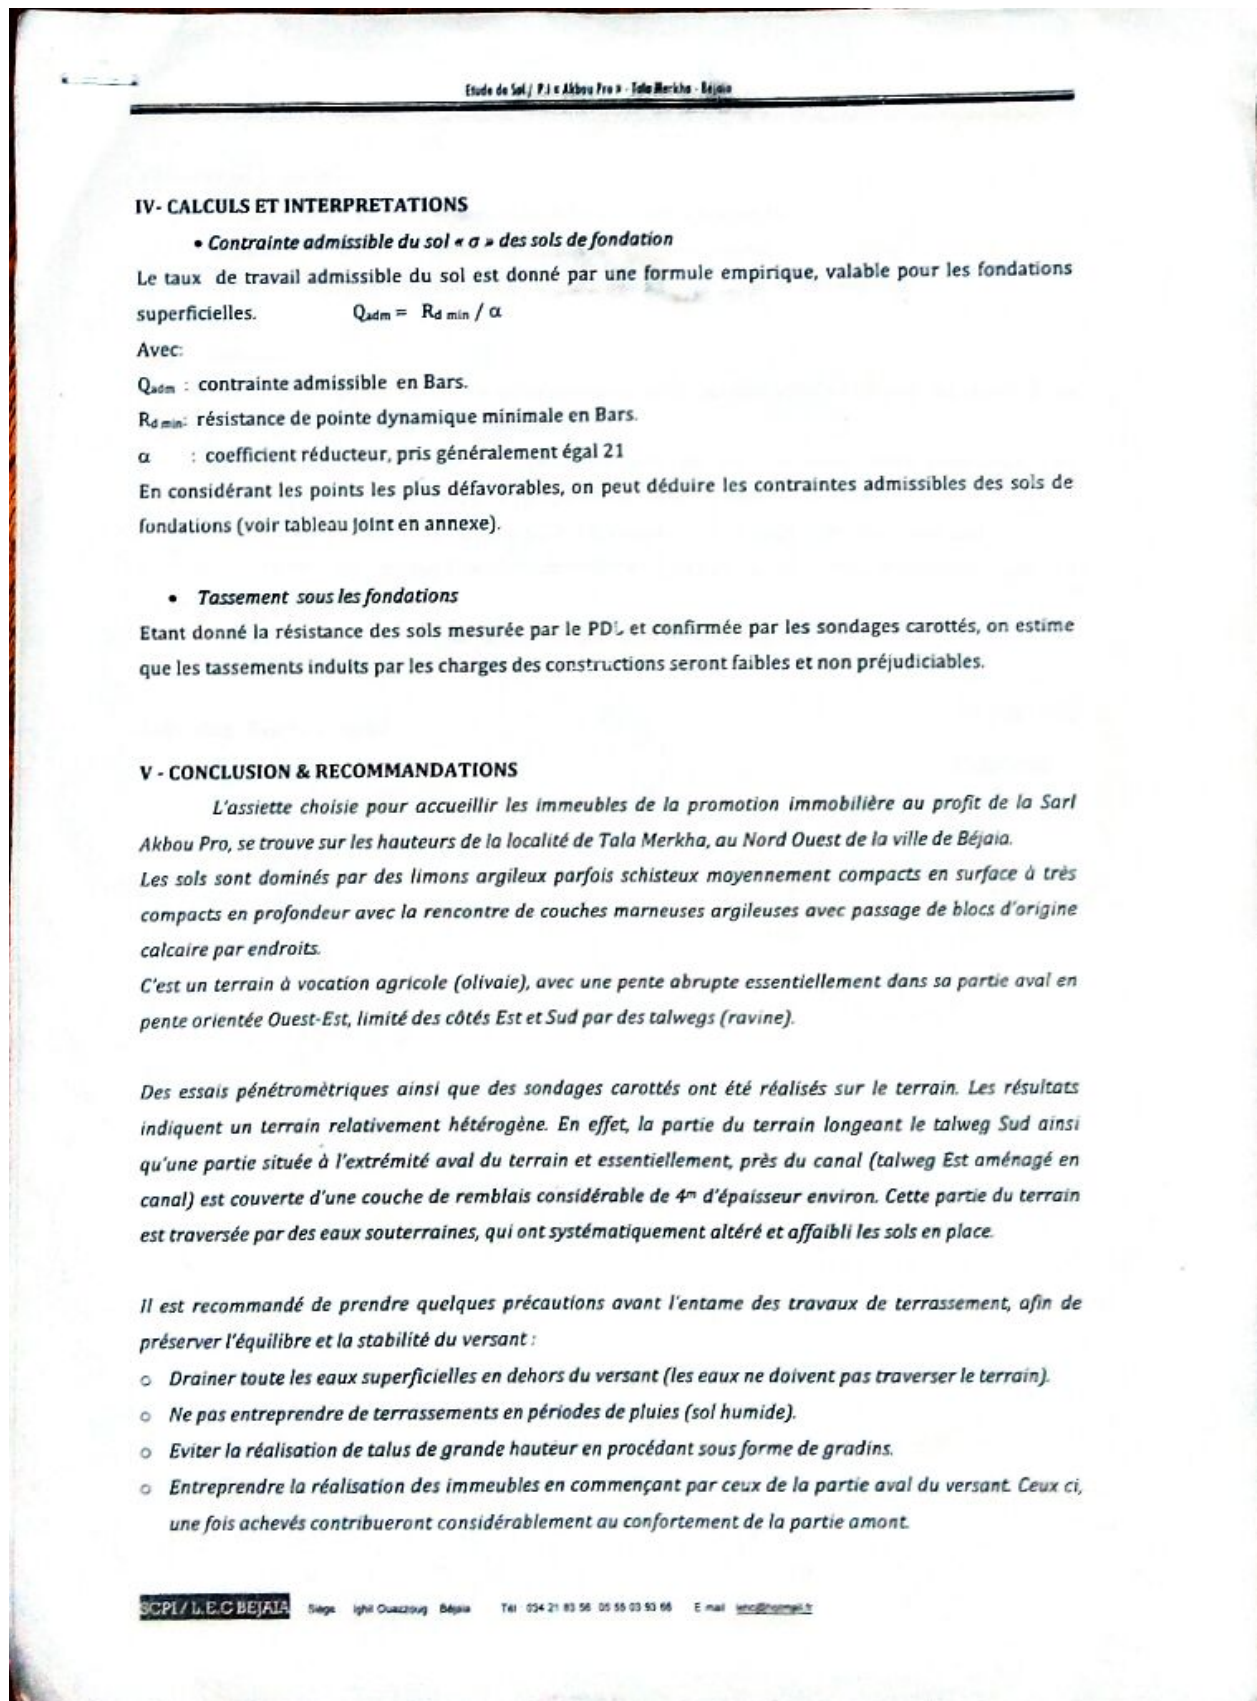 Etude de Sol / P.I « Akbou Pro » - Tala Merkha - Béjaia
IV- CALCULS ET INTERPRETATIONS
• Contrainte admissible du sol « σ » des sols de fondation
Le taux de travail admissible du sol est donné par une formule empirique, valable pour les fondations
superficielles. Qadm = Rd min / α
Avec:
Qadm : contrainte admissible en Bars.
Rd min: résistance de pointe dynamique minimale en Bars.
α : coefficient réducteur, pris généralement égal 21
En considérant les points les plus défavorables, on peut déduire les contraintes admissibles des sols de
fondations (voir tableau joint en annexe).
• Tassement sous les fondations
Etant donné la résistance des sols mesurée par le PDL et confirmée par les sondages carottés, on estime
que les tassements induits par les charges des constructions seront faibles et non préjudiciables.
V - CONCLUSION & RECOMMANDATIONS
L'assiette choisie pour accueillir les immeubles de la promotion immobilière au profit de la Sarl
Akbou Pro, se trouve sur les hauteurs de la localité de Tala Merkha, au Nord Ouest de la ville de Béjaia.
Les sols sont dominés par des limons argileux parfois schisteux moyennement compacts en surface à très
compacts en profondeur avec la rencontre de couches marneuses argileuses avec passage de blocs d'origine
calcaire par endroits.
C'est un terrain à vocation agricole (olivaie), avec une pente abrupte essentiellement dans sa partie aval en
pente orientée Ouest-Est, limité des côtés Est et Sud par des talwegs (ravine).
Des essais pénétromètriques ainsi que des sondages carottés ont été réalisés sur le terrain. Les résultats
indiquent un terrain relativement hétérogène. En effet, la partie du terrain longeant le talweg Sud ainsi
qu'une partie située à l'extrémité aval du terrain et essentiellement, près du canal (talweg Est aménagé en
canal) est couverte d'une couche de remblais considérable de 4m d'épaisseur environ. Cette partie du terrain
est traversée par des eaux souterraines, qui ont systématiquement altéré et affaibli les sols en place.
Il est recommandé de prendre quelques précautions avant l'entame des travaux de terrassement, afin de
préserver l'équilibre et la stabilité du versant :
o Drainer toute les eaux superficielles en dehors du versant (les eaux ne doivent pas traverser le terrain).
o Ne pas entreprendre de terrassements en périodes de pluies (sol humide).
o Eviter la réalisation de talus de grande hauteur en procédant sous forme de gradins.
o Entreprendre la réalisation des immeubles en commençant par ceux de la partie aval du versant. Ceux ci,
une fois achevés contribueront considérablement au confortement de la partie amont.
SCPI / L.E.C BEJAIA Siège Ighil Ouazzoug Béjaia Tél 034 21 83 56 05 55 03 93 66 E mail